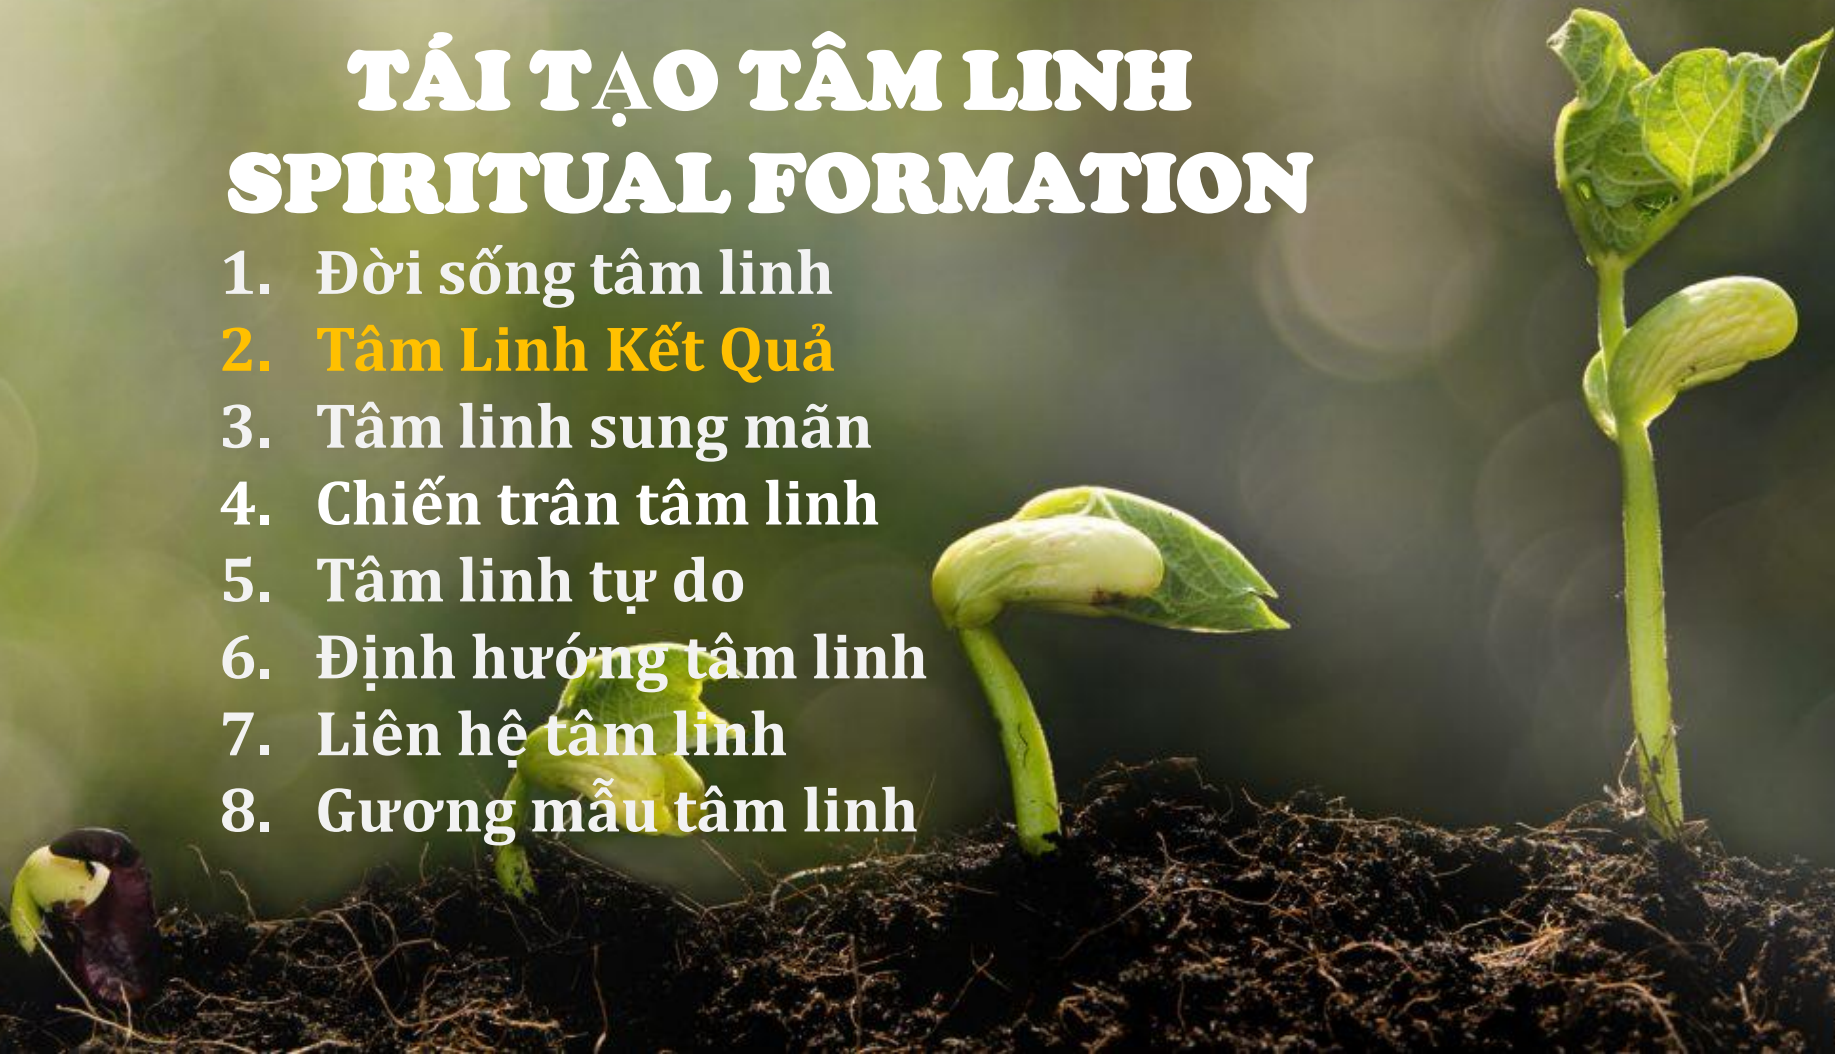 TÁI TẠO TÂM LINH
SPIRITUAL FORMATION
1. Đời sống tâm linh
2. Tâm Linh Kết Quả
3. Tâm linh sung mãn
4. Chiến trân tâm linh
5. Tâm linh tự do
6. Định hướng tâm linh
7. Liên hệ tâm linh
8. Gương mẫu tâm linh